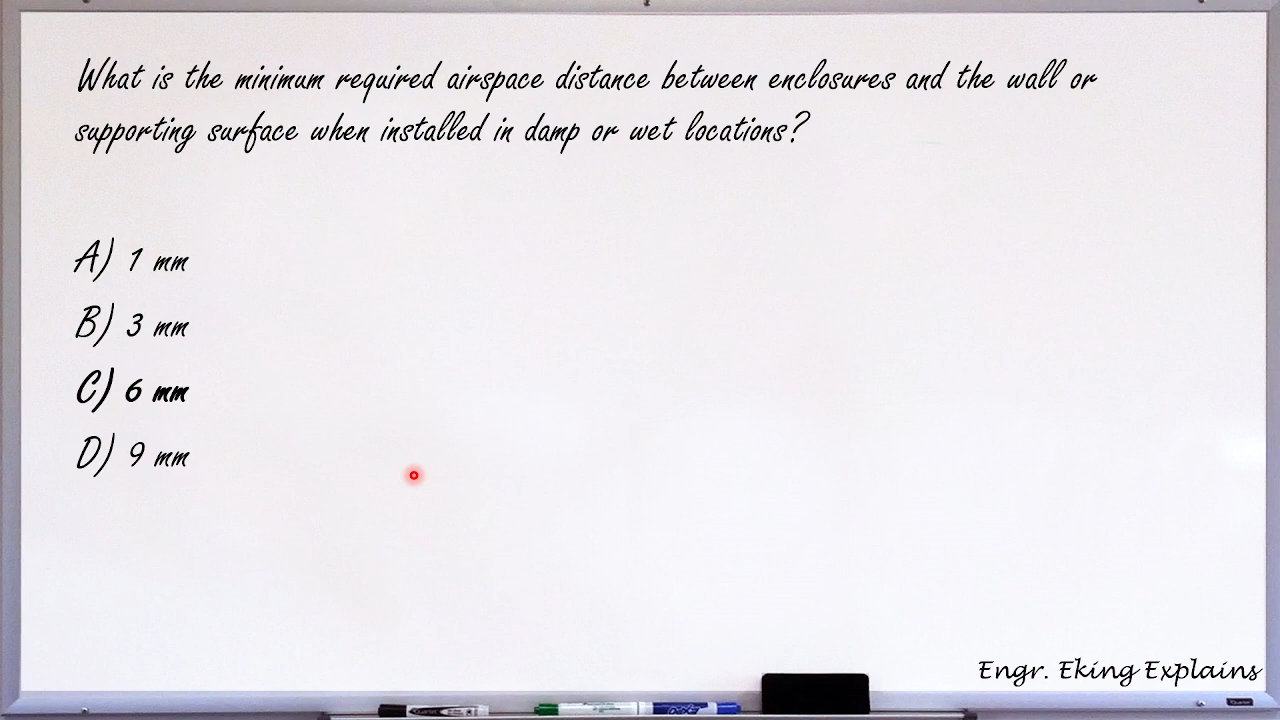 What is the minimum required airspace distance between enclosures and the wall or
supporting surface when installed in damp or wet locations?
A) 1 mm
B) 3 mm
C) 6 mm
D) 9 mm
Engr. Eking Explains